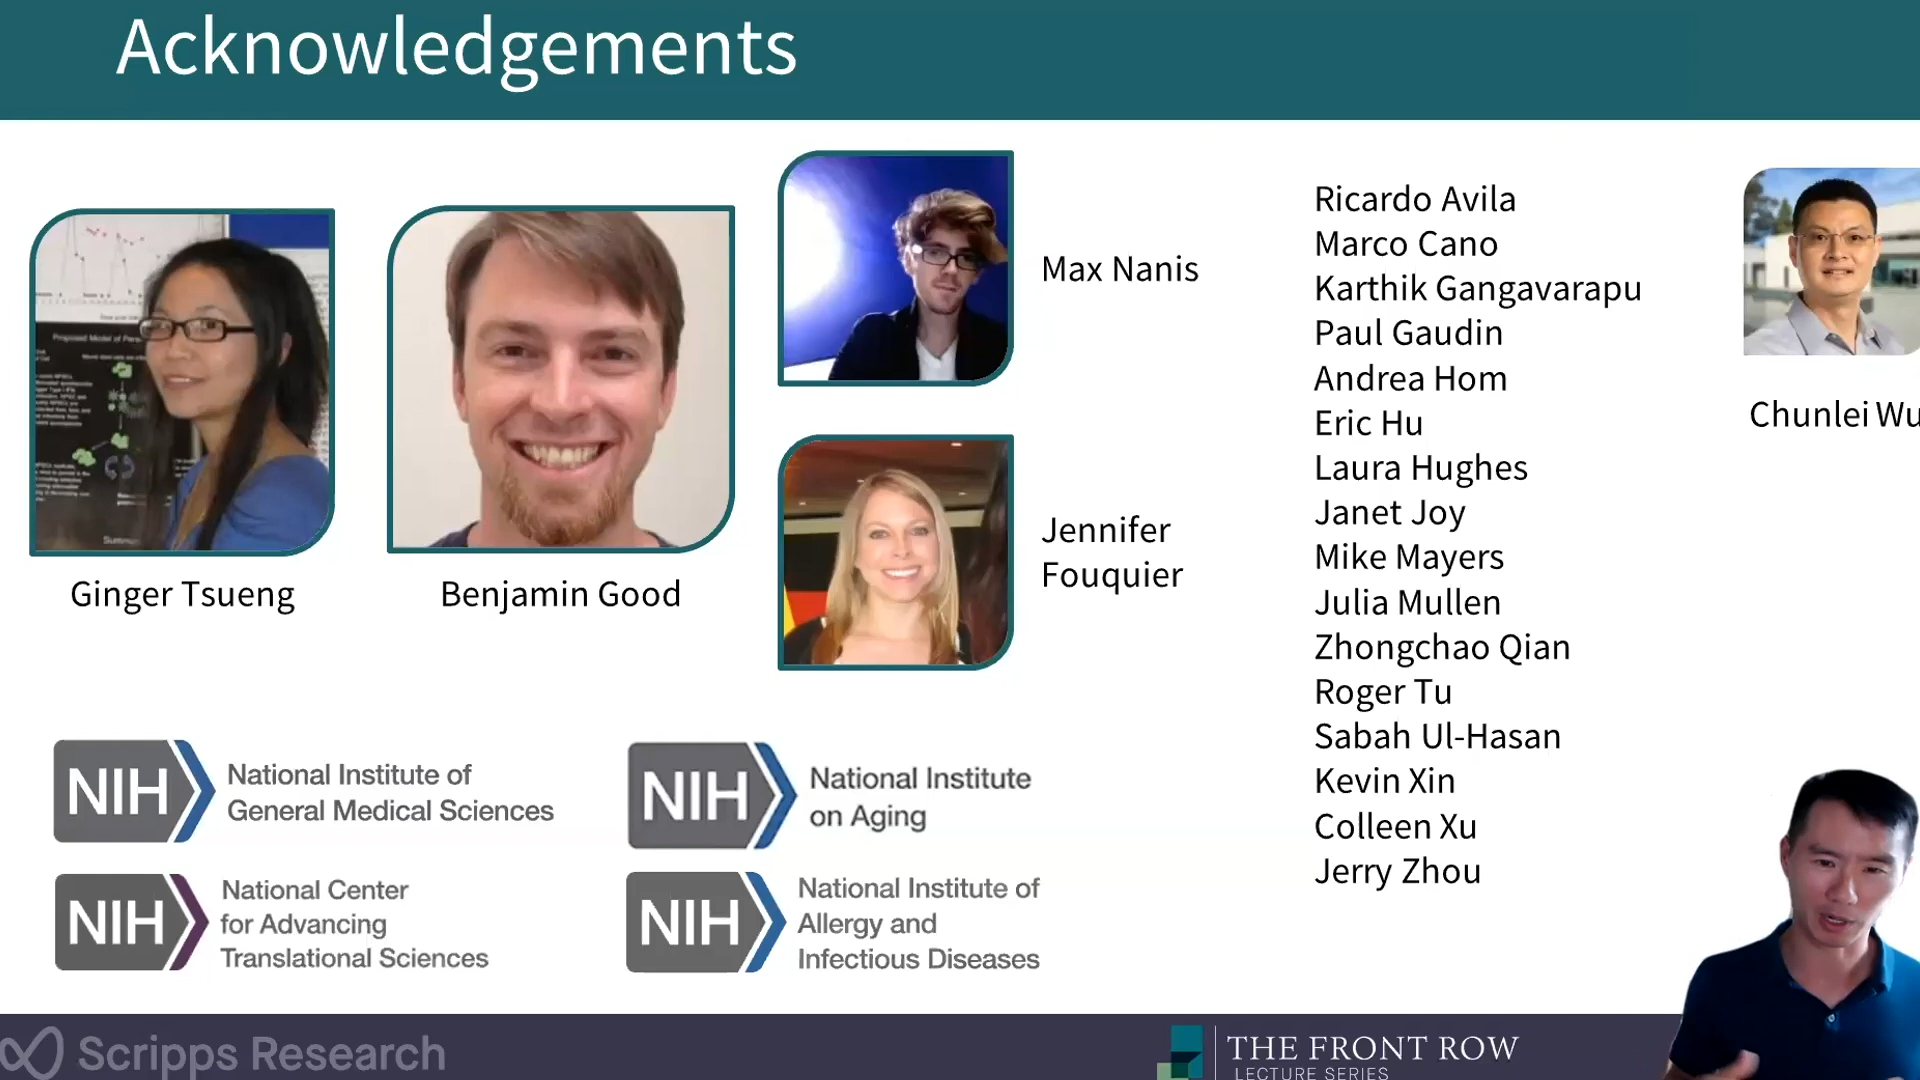 Acknowledgements
Ginger Tsueng
Benjamin Good
Max Nanis
Jennifer
Fouquier
Ricardo Avila
Marco Cano
Karthik Gangavarapu
Paul Gaudin
Andrea Hom
Eric Hu
Laura Hughes
Janet Joy
Mike Mayers
Julia Mullen
Zhongchao Qian
Roger Tu
Sabah Ul-Hasan
Kevin Xin
Colleen Xu
Jerry Zhou
Chunlei Wu
NIH
National Institute of
General Medical Sciences
NIH
National Institute
on Aging
NIH
National Center
for Advancing
Translational Sciences
NIH
National Institute of
Allergy and
Infectious Diseases
Scripps Research
THE FRONT ROW
LECTURE SERIES